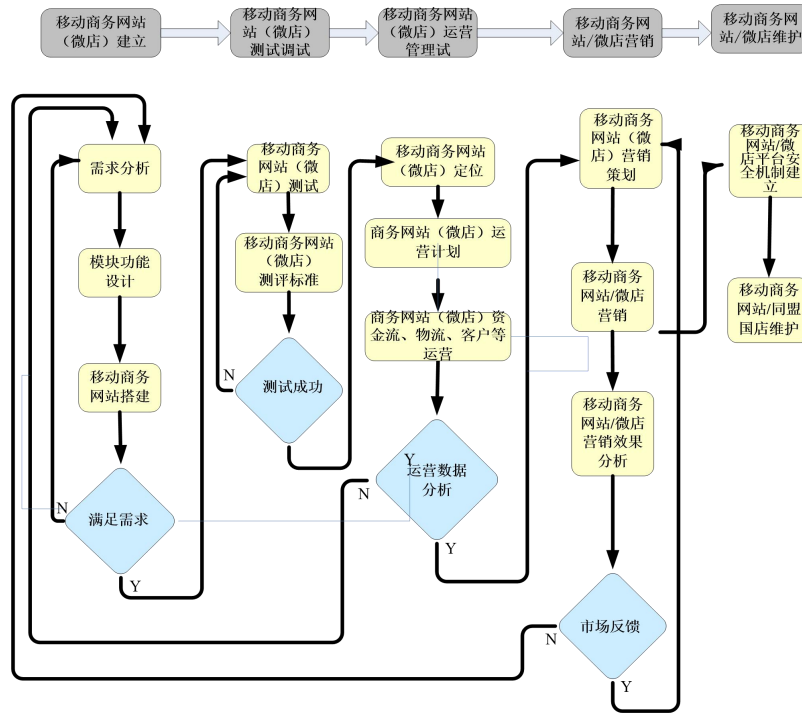 移动商务网站
（微店）建立
移动商务网
站（微店）
测试调试
移动商务网站
（微店）运营
管理试
移动商务网
站/微店营销
移动商务网
站/微店维护
需求分析
模块功能
设计
移动商务
网站搭建
满足需求
N
Y
移动商务
网站（微
店）测试
移动商务网站
（微店）
测评标准
测试成功
N
移动商务网站
（微店）定位
商务网站（微店）运
营计划
商务网站（微店）资
金流、物流、客户等
运营
Y
运营数据
分析
N
Y
移动商务
网站（微
店）营销
策划
移动商务
网站/微店
营销
移动商务
网站/微店
营销效果
分析
市场反馈
N
Y
移动商务
网站/微
店平台安
全机制建
立
移动商务
网站/同盟
国店维护